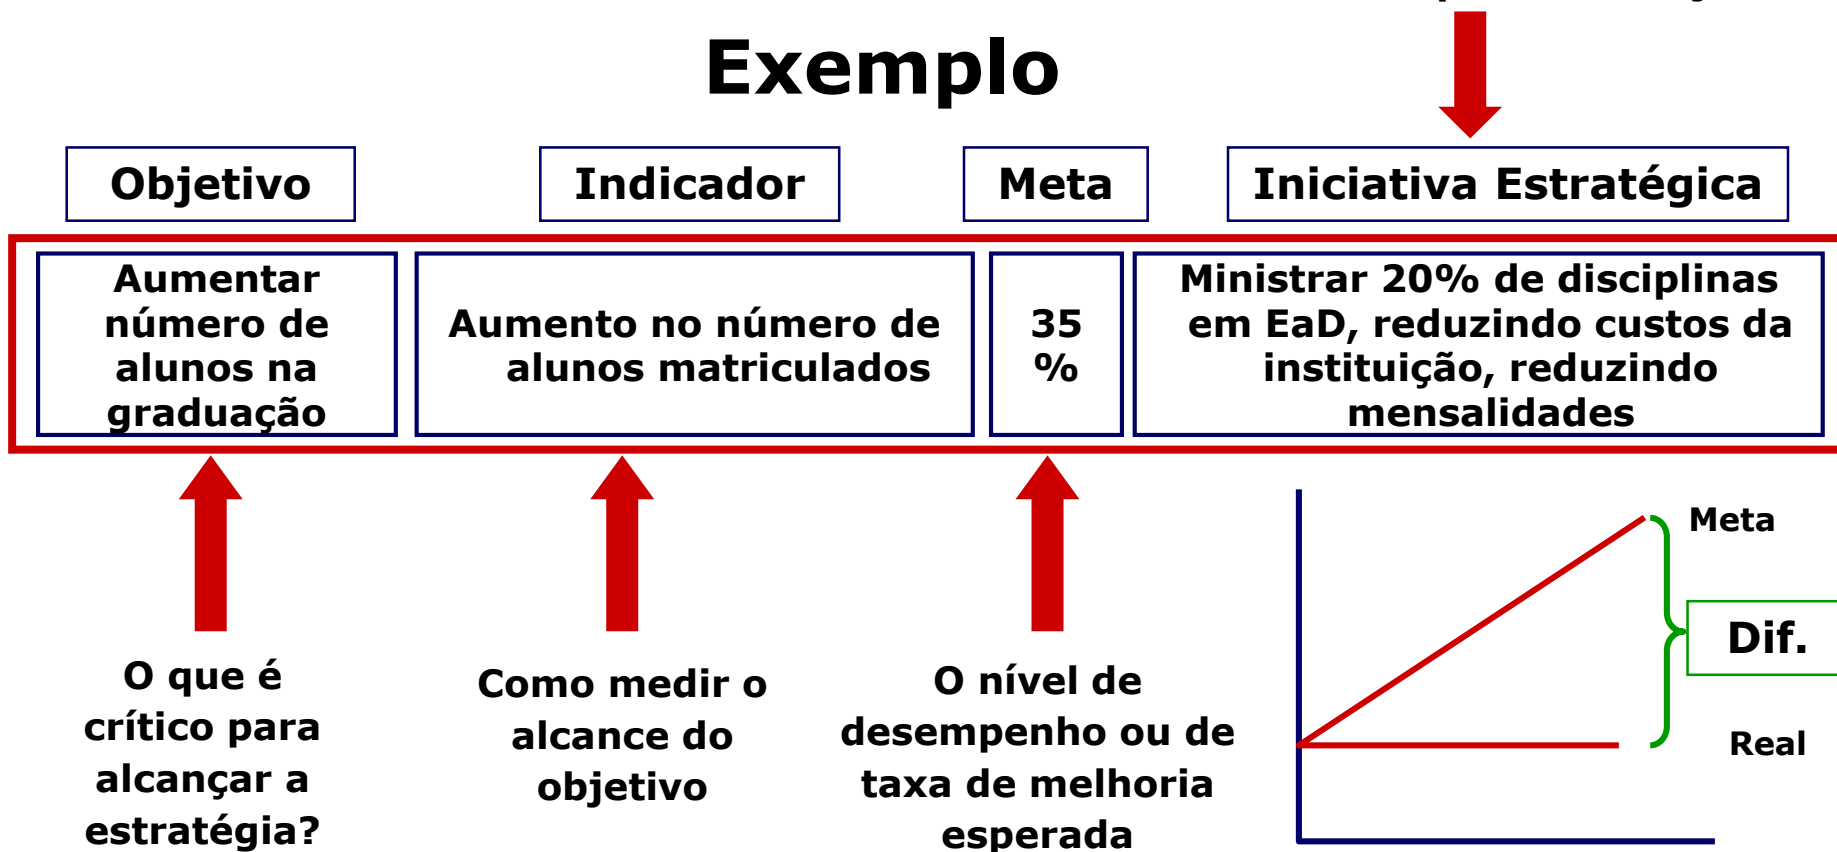 Exemplo
Objetivo
Indicador
Meta
Iniciativa Estratégica
Aumentar
número de
alunos na
graduação
Aumento no número de
alunos matriculados
35
%
Ministrar 20% de disciplinas
em EaD, reduzindo custos da
instituição, reduzindo
mensalidades
O que é
crítico para
alcançar a
estratégia?
Como medir o
alcance do
objetivo
O nível de
desempenho ou de
taxa de melhoria
esperada
Meta
Dif.
Real